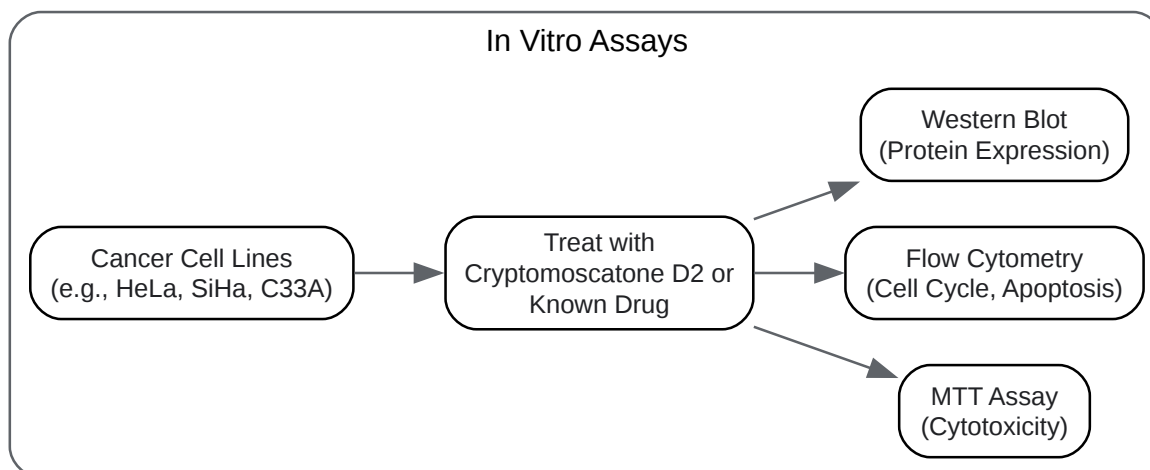 In Vitro Assays
Western Blot
(Protein Expression)
Cancer Cell Lines
(e.g., HeLa, SiHa, C33A)
Treat with
Cryptomoscatone D2 or
Known Drug
Flow Cytometry
(Cell Cycle, Apoptosis)
MTT Assay
(Cytotoxicity)